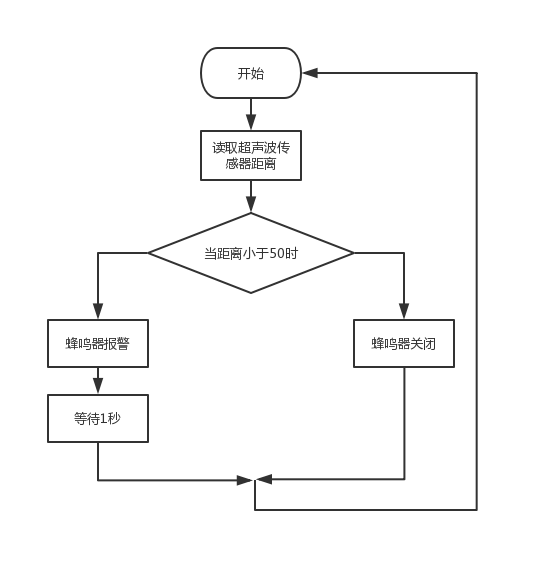 开始
读取超声波传
感器距离
当距离小于50时
蜂鸣器报警
蜂鸣器关闭
等待1秒